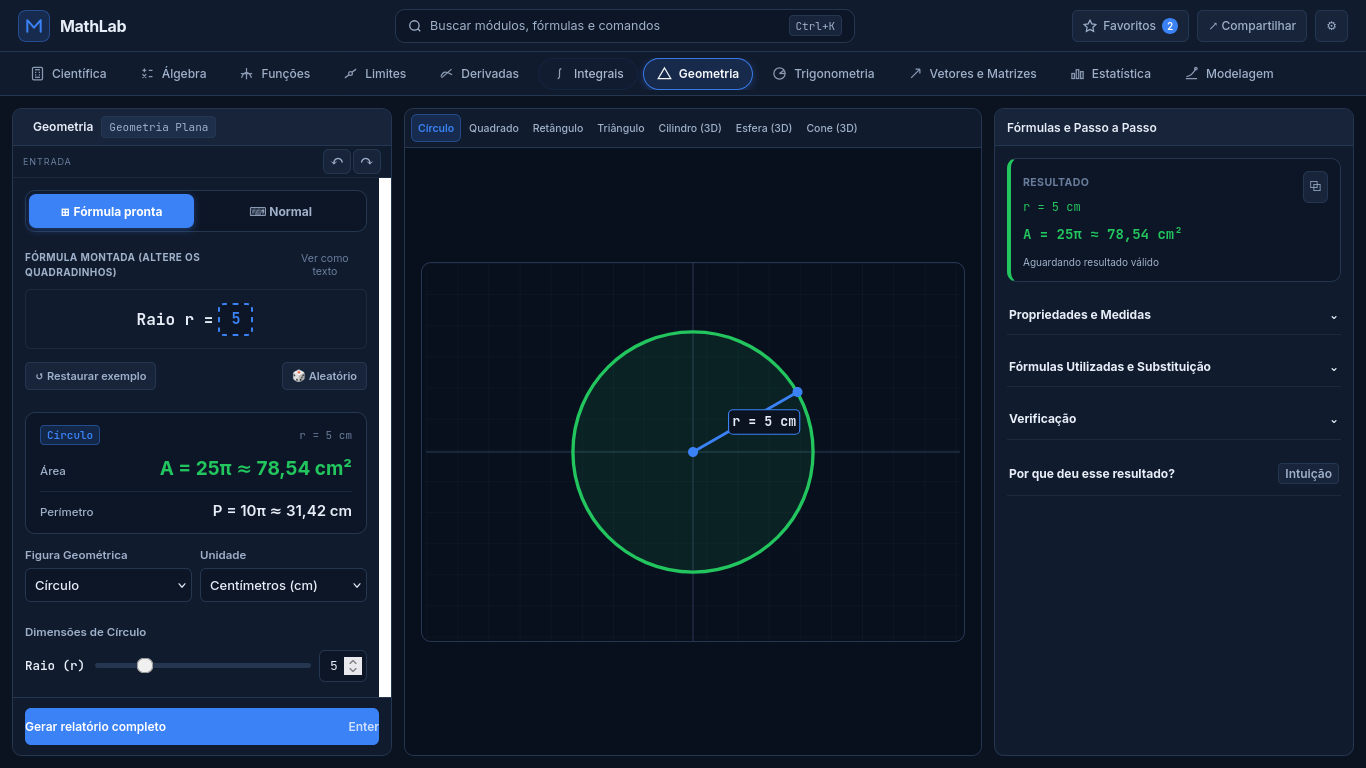 MathLab
Buscar módulos, fórmulas e comandos
Ctrl+K
Favoritos 2
Compartilhar
Científica
Álgebra
Funções
Limites
Derivadas
Integrais
Geometria
Trigonometria
Vetores e Matrizes
Estatística
Modelagem
Geometria
Geometria Plana
ENTRADA
Fórmula pronta
Normal
FÓRMULA MONTADA (ALTERE OS
QUADRADINHOS)
Ver como
texto
Raio r = 5
Restaurar exemplo
Aleatório
Círculo
r = 5 cm
Área
A = 25π ≈ 78,54 cm²
Perímetro
P = 10π ≈ 31,42 cm
Figura Geométrica
Unidade
Círculo
Centímetros (cm)
Dimensões de Círculo
Raio (r)
5
Gerar relatório completo
Enter
Círculo
Quadrado
Retângulo
Triângulo
Cilindro (3D)
Esfera (3D)
Cone (3D)
r = 5 cm
Fórmulas e Passo a Passo
RESULTADO
r = 5 cm
A = 25π ≈ 78,54 cm²
Aguardando resultado válido
Propriedades e Medidas
Fórmulas Utilizadas e Substituição
Verificação
Por que deu esse resultado?
Intuição